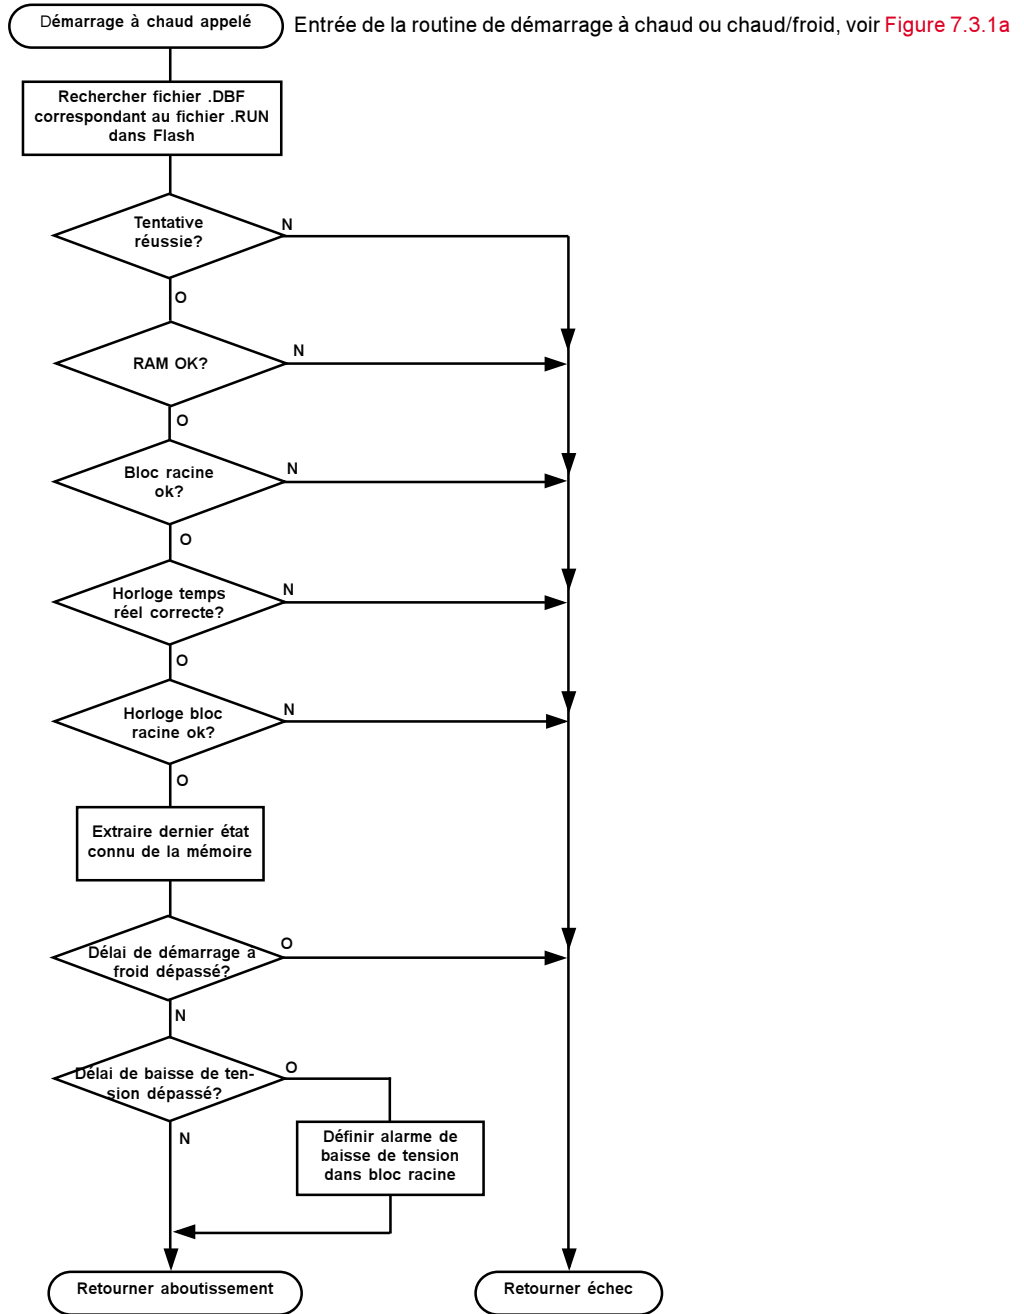 Démarrage à chaud appelé
Entrée de la routine de démarrage à chaud ou chaud/froid, voir Figure 7.3.1a
Rechercher fichier .DBF
correspondant au fichier .RUN
dans Flash
Tentative
réussie?
N
O
RAM OK?
N
O
Bloc racine
ok?
N
O
Horloge temps
réel correcte?
N
O
Horloge bloc
racine ok?
N
O
Extraire dernier état
connu de la mémoire
Délai de démarrage à
froid dépassé?
O
N
Délai de baisse de ten-
sion dépassé?
O
N
Définir alarme de
baisse de tension
dans bloc racine
Retourner aboutissement
Retourner échec